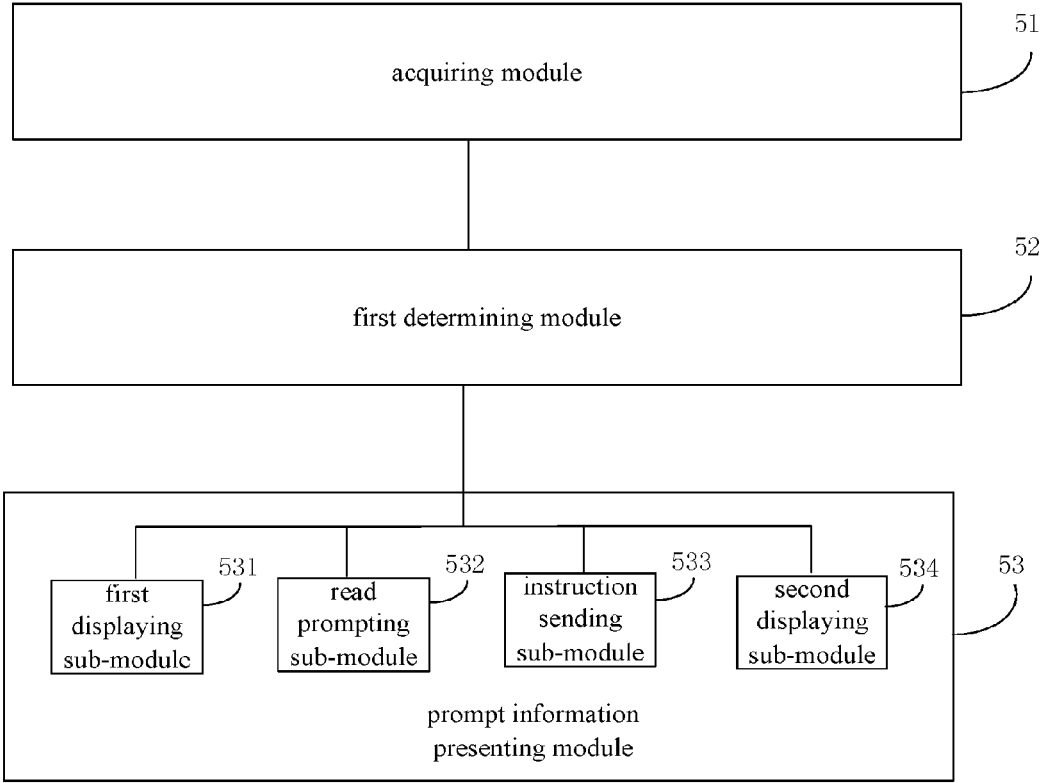 51
acquiring module
52
first determining module
53
531
first
displaying
sub-module
532
read
prompting
sub-module
533
instruction
sending
sub-module
534
second
displaying
sub-module
prompt information
presenting module